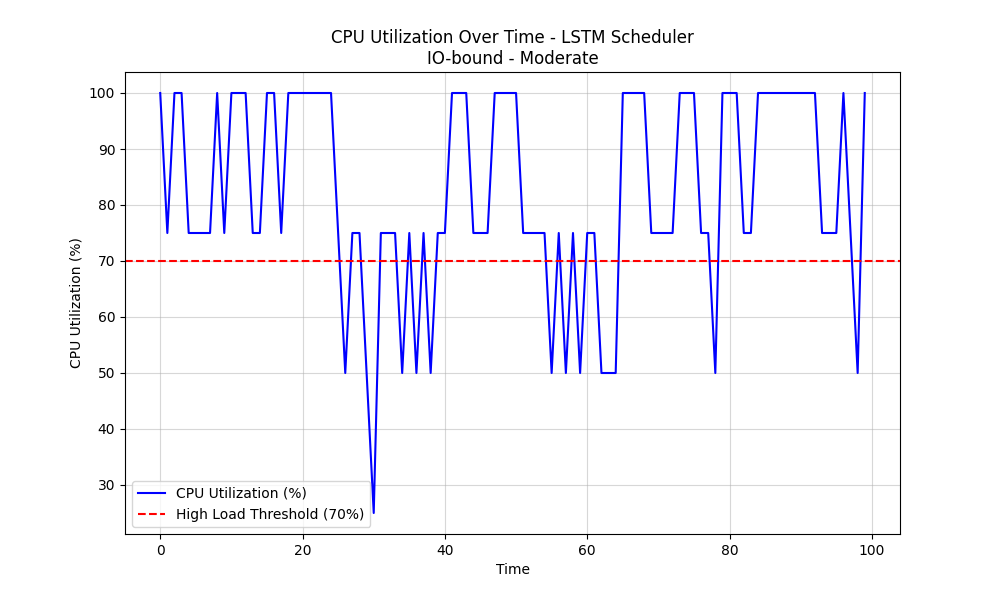 CPU Utilization Over Time - LSTM Scheduler
IO-bound - Moderate
CPU Utilization (%)
100
90
80
70
60
50
40
30
CPU Utilization (%)
High Load Threshold (70%)
0
20
40
60
80
100
Time